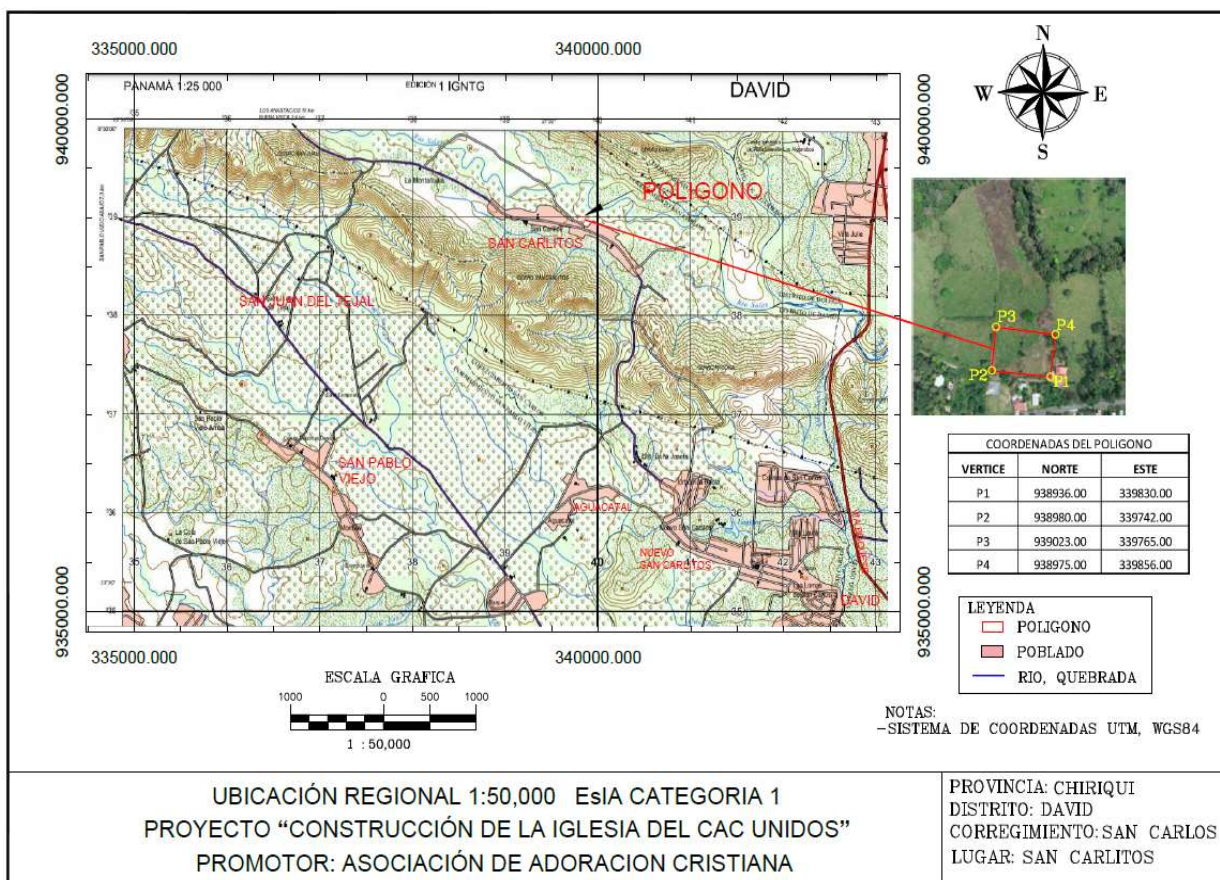 335000.000
340000.000
PANAMÁ 1:25 000
EDICIÓN 1 IGNTG
DAVID
940000.000
940000.000
POLIGONO
SAN CARLITOS
SAN JUAN DEL TEJAL
SAN PABLO
VIEJO
AGUACATAL
NUEVO
SAN CARLITOS
DAVID
935000.000
935000.000
335000.000
340000.000
N
W
E
S
P3
P4
P2
P1
COORDENADAS DEL POLIGONO
VERTICE NORTE ESTE
P1 938936.00 339830.00
P2 938980.00 339742.00
P3 939023.00 339765.00
P4 938975.00 339856.00
LEYENDA
POLIGONO
POBLADO
RIO, QUEBRADA
ESCALA GRAFICA
1000 0 500 1000
1 : 50,000
NOTAS:
-SISTEMA DE COORDENADAS UTM, WGS84
UBICACIÓN REGIONAL 1:50,000 EsIA CATEGORIA 1
PROYECTO “CONSTRUCCIÓN DE LA IGLESIA DEL CAC UNIDOS”
PROMOTOR: ASOCIACIÓN DE ADORACION CRISTIANA
PROVINCIA: CHIRIQUI
DISTRITO: DAVID
CORREGIMIENTO: SAN CARLOS
LUGAR: SAN CARLITOS